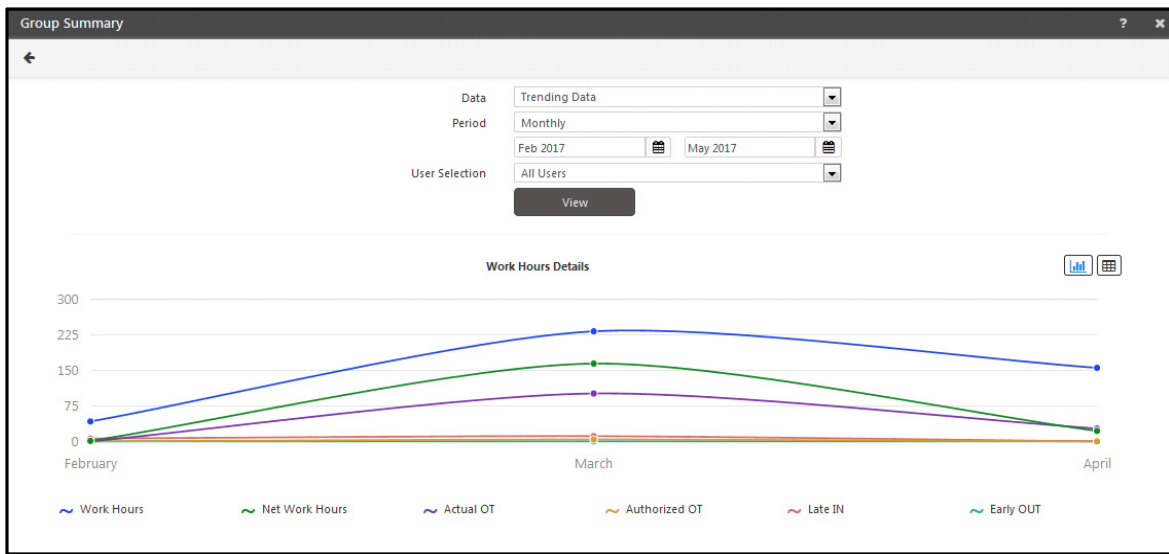 Group Summary ? ×
Data Trending Data
Period Monthly
Feb 2017 May 2017
User Selection All Users
View
Work Hours Details
300
225
150
75
0
February March April
Work Hours Net Work Hours Actual OT Authorized OT Late IN Early OUT